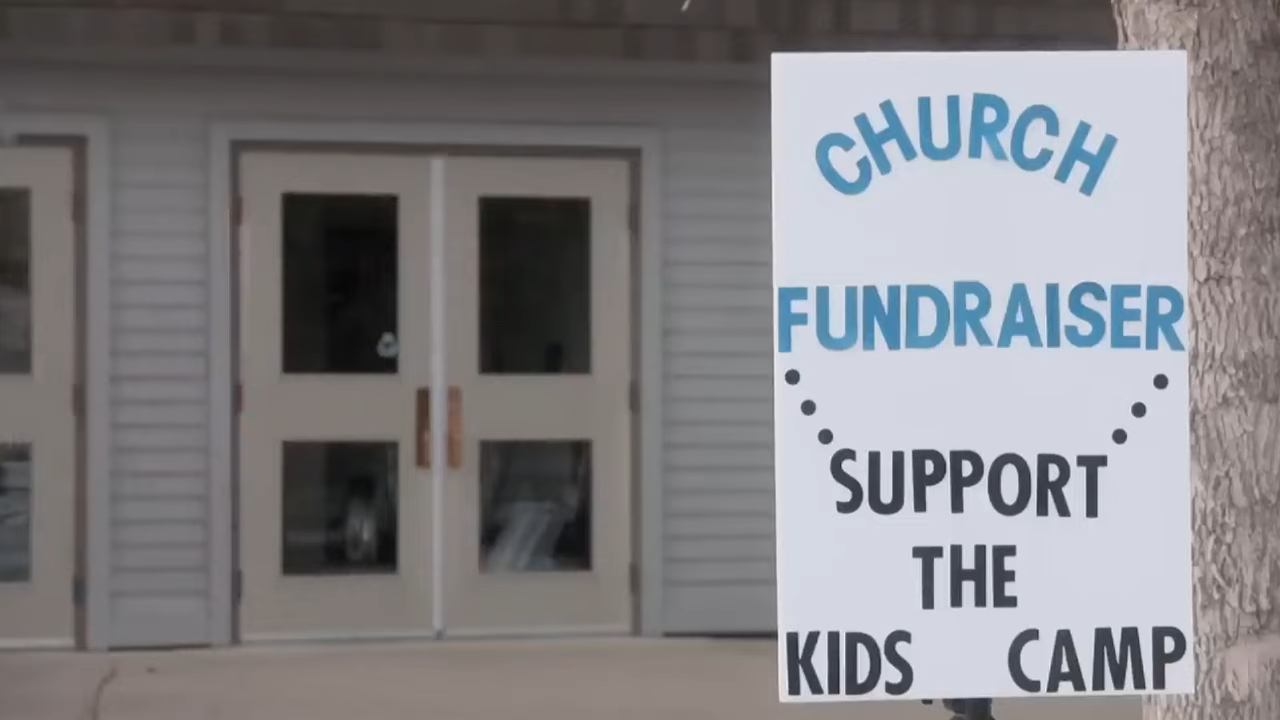 CHURCH
FUNDRAISER
SUPPORT
THE
KIDS CAMP